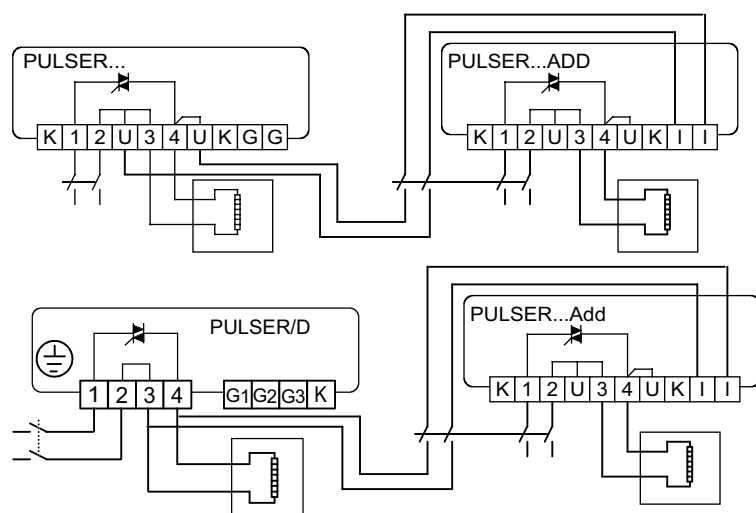 PULSER...
K 1 2 U 3 4 U K G G
PULSER...ADD
K 1 2 U 3 4 U K I I
PULSER/D
1 2 3 4
G1 G2 G3 K
PULSER...Add
K 1 2 U 3 4 U K I I